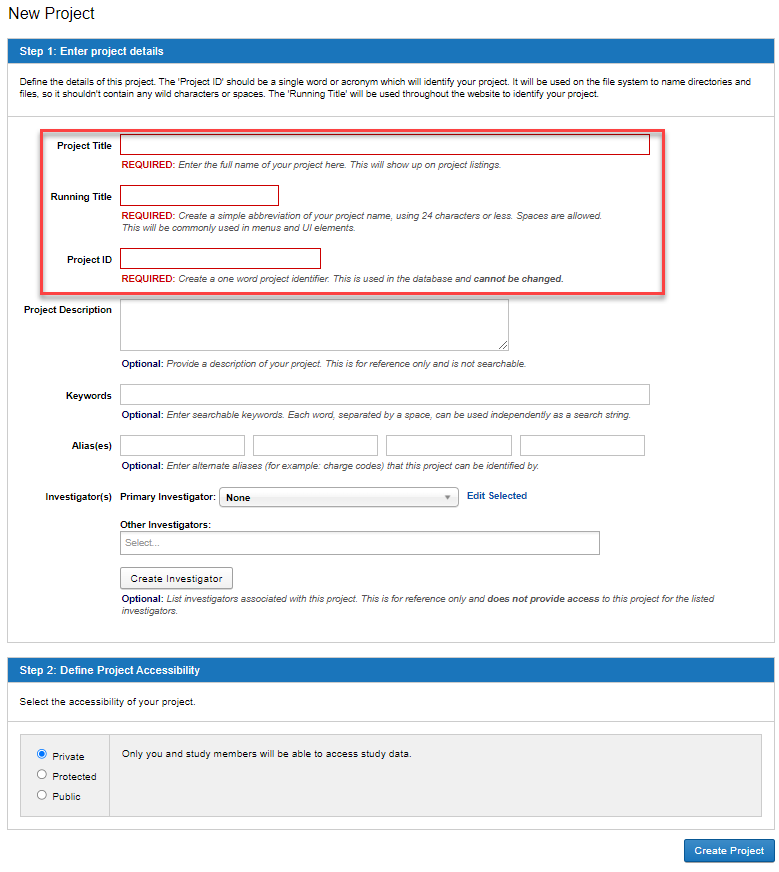 New Project
Step 1: Enter project details
Define the details of this project. The 'Project ID' should be a single word or acronym which will identify your project. It will be used on the file system to name directories and
files, so it shouldn't contain any wild characters or spaces. The 'Running Title' will be used throughout the website to identify your project.
Project Title
REQUIRED: Enter the full name of your project here. This will show up on project listings.
Running Title
REQUIRED: Create a simple abbreviation of your project name, using 24 characters or less. Spaces are allowed.
This will be commonly used in menus and UI elements.
Project ID
REQUIRED: Create a one word project identifier. This is used in the database and cannot be changed.
Project Description
Optional: Provide a description of your project. This is for reference only and is not searchable.
Keywords
Optional: Enter searchable keywords. Each word, separated by a space, can be used independently as a search string.
Alias(es)
Optional: Enter alternate aliases (for example: charge codes) that this project can be identified by.
Investigator(s) Primary Investigator: None Edit Selected
Other Investigators:
Select...
Create Investigator
Optional: List investigators associated with this project. This is for reference only and does not provide access to this project for the listed
investigators.
Step 2: Define Project Accessibility
Select the accessibility of your project.
Private Only you and study members will be able to access study data.
Protected
Public
Create Project